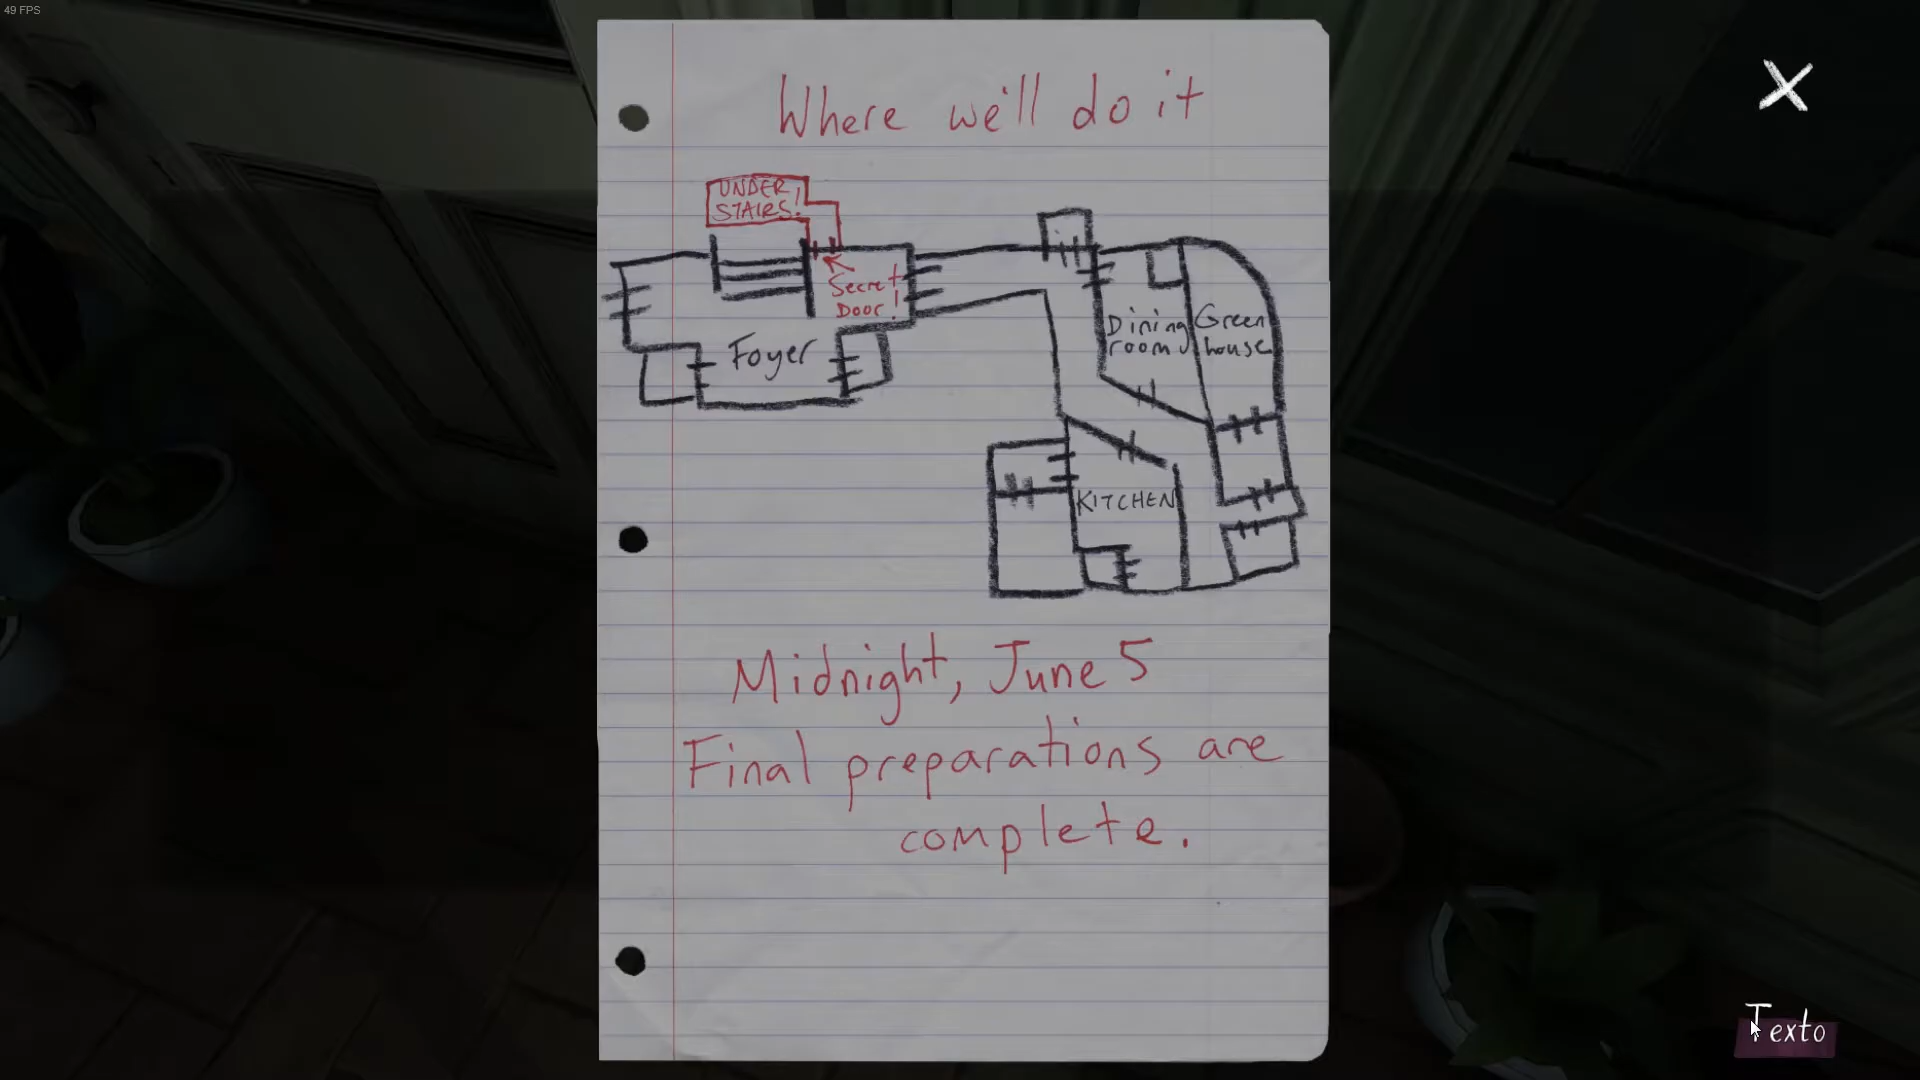 49 FPS
Where we'll do it
UNDER
STAIRS!
Secret
DOOR!
Foyer
Dining
room
Green
house
KITCHEN
Midnight, June 5
Final preparations are
complete.
Texto